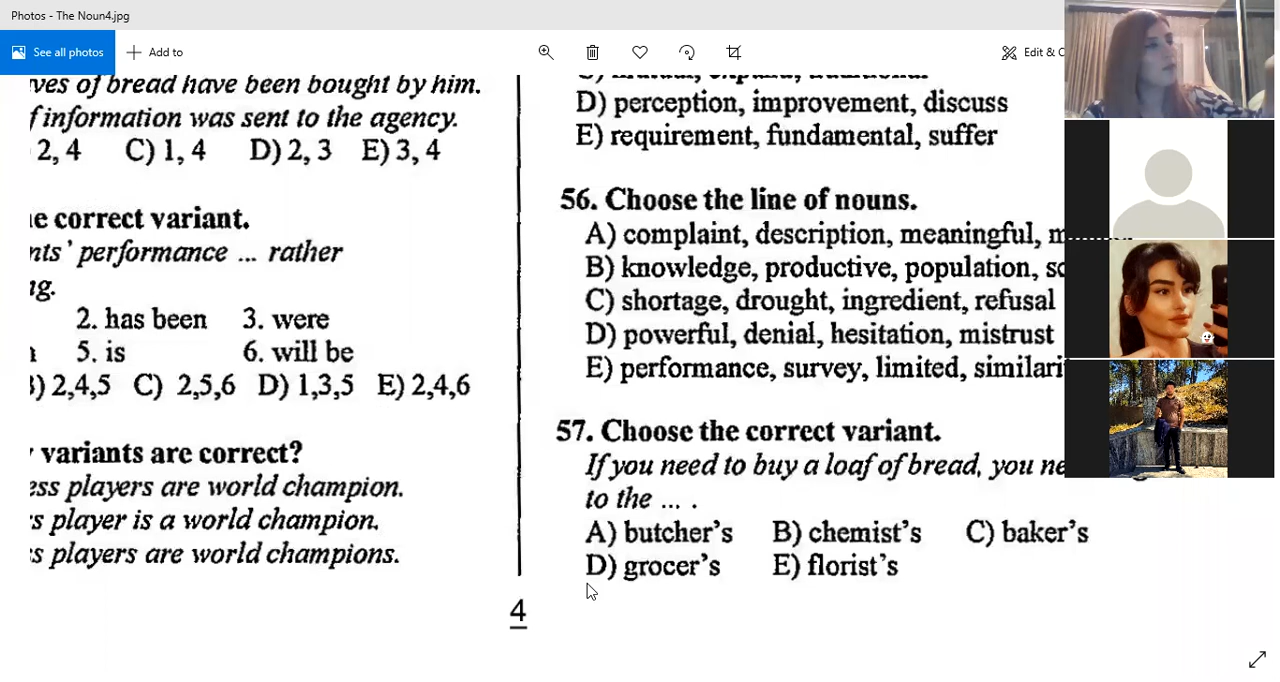 Photos - The Noun4.jpg
See all photos
Add to
Edit & C
ves of bread have been bought by him.
f information was sent to the agency.
2, 4 C) 1, 4 D) 2, 3 E) 3, 4
e correct variant.
nts' performance ... rather
ng.
2. has been 3. were
5. is 6. will be
) 2,4,5 C) 2,5,6 D) 1,3,5 E) 2,4,6
variants are correct?
ess players are world champion.
s player is a world champion.
s players are world champions.
4
D) perception, improvement, discuss
E) requirement, fundamental, suffer
56. Choose the line of nouns.
A) complaint, description, meaningful,
B) knowledge, productive, population,
C) shortage, drought, ingredient, refusal
D) powerful, denial, hesitation, mistrust
E) performance, survey, limited, similari
57. Choose the correct variant.
If you need to buy a loaf of bread, you ne
to the ... .
A) butcher's B) chemist's C) baker's
D) grocer's E) florist's